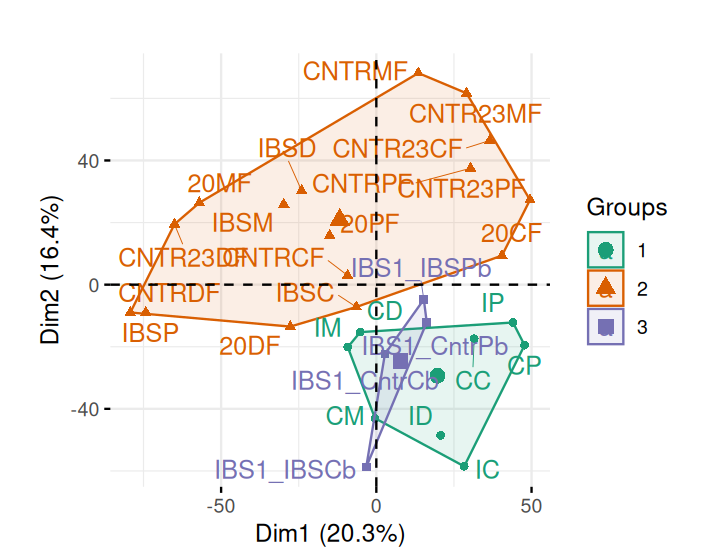 CNTRMF
CNTR23MF
IBSD
CNTR23CF
20MF
CNTRPF
CNTR23PF
IBSM
20PF
20CF
CNTR23DF
CNTRCF
IBS1_IBSPb
CNTRDF
IBSC
CD
IP
IBSP
IM
20DF
IBS1_CntrPb
CP
IBS1_CntrCb
CC
CM
ID
IBS1_IBSCb
IC
40
0
-40
-50
0
50
Dim1 (20.3%)
Dim2 (16.4%)
Groups
a
1
a
2
a
3